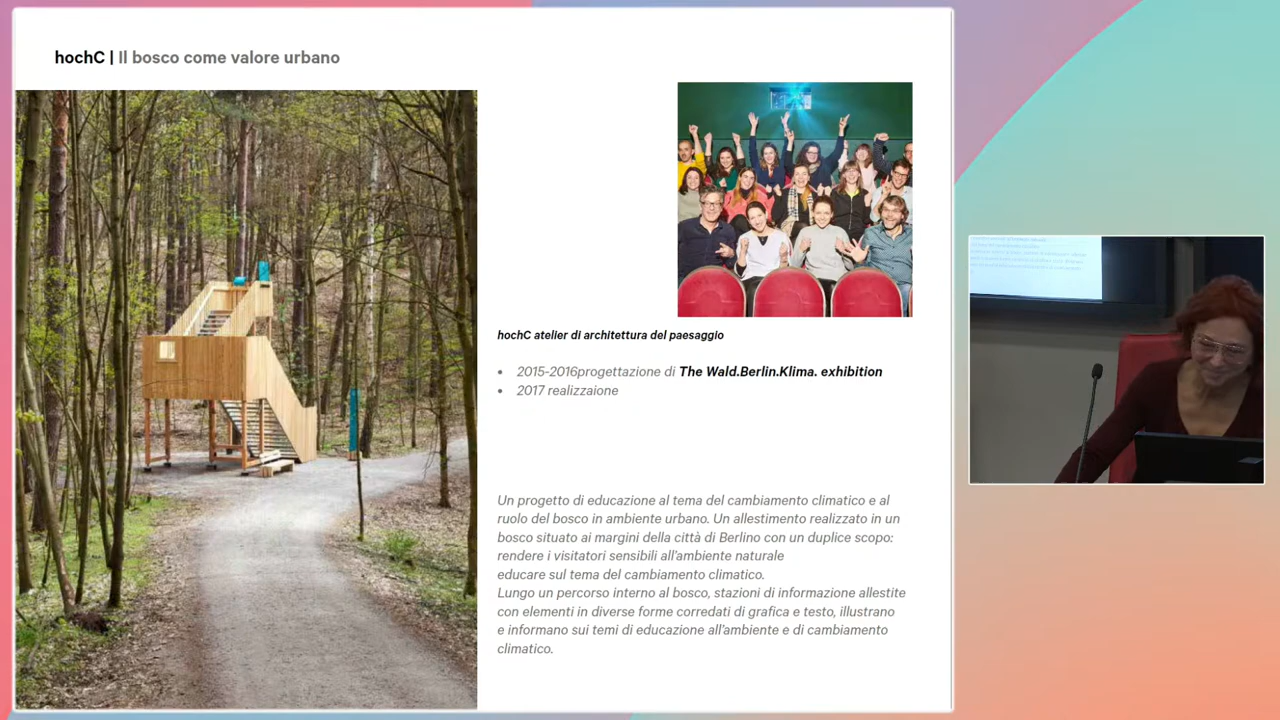 hochC | Il bosco come valore urbano
hochC atelier di architettura del paesaggio
• 2015-2016progettazione di The Wald.Berlin.Klima. exhibition
• 2017 realizzaione
Un progetto di educazione al tema del cambiamento climatico e al
ruolo del bosco in ambiente urbano. Un allestimento realizzato in un
bosco situato ai margini della città di Berlino con un duplice scopo:
rendere i visitatori sensibili all'ambiente naturale
educare sul tema del cambiamento climatico.
Lungo un percorso interno al bosco, stazioni di informazione allestite
con elementi in diverse forme corredati di grafica e testo, illustrano
e informano sui temi di educazione all'ambiente e di cambiamento
climatico.